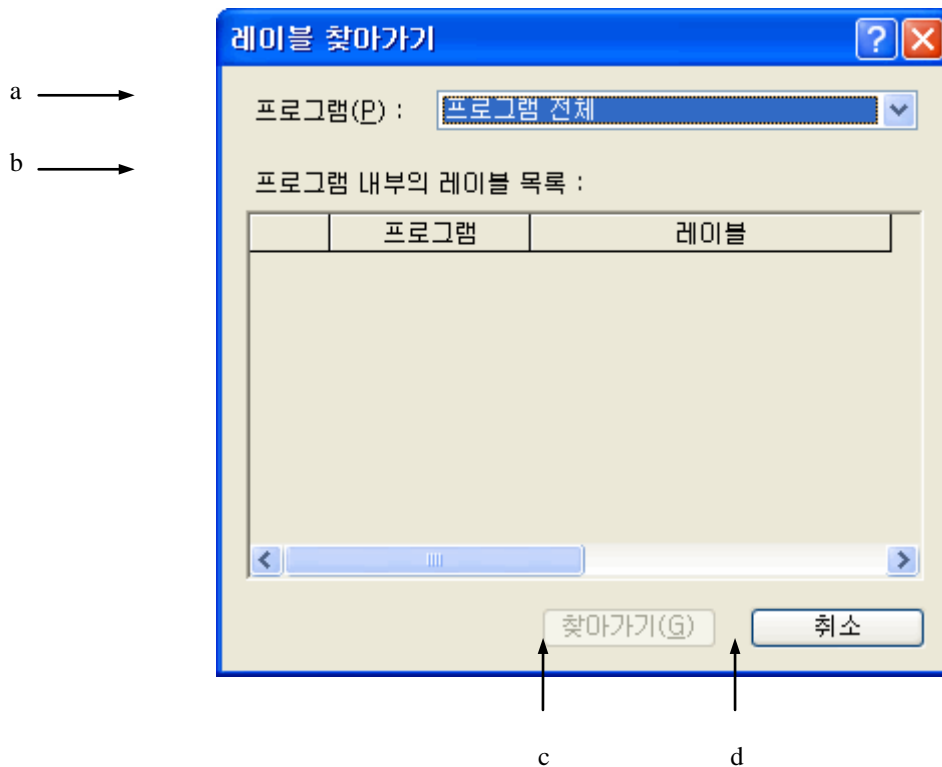 레이블 찾아가기
a
프로그램(P) : 프로그램 전체
b
프로그램 내부의 레이블 목록 :
프로그램 레이블
찾아가기(G) 취소
c d